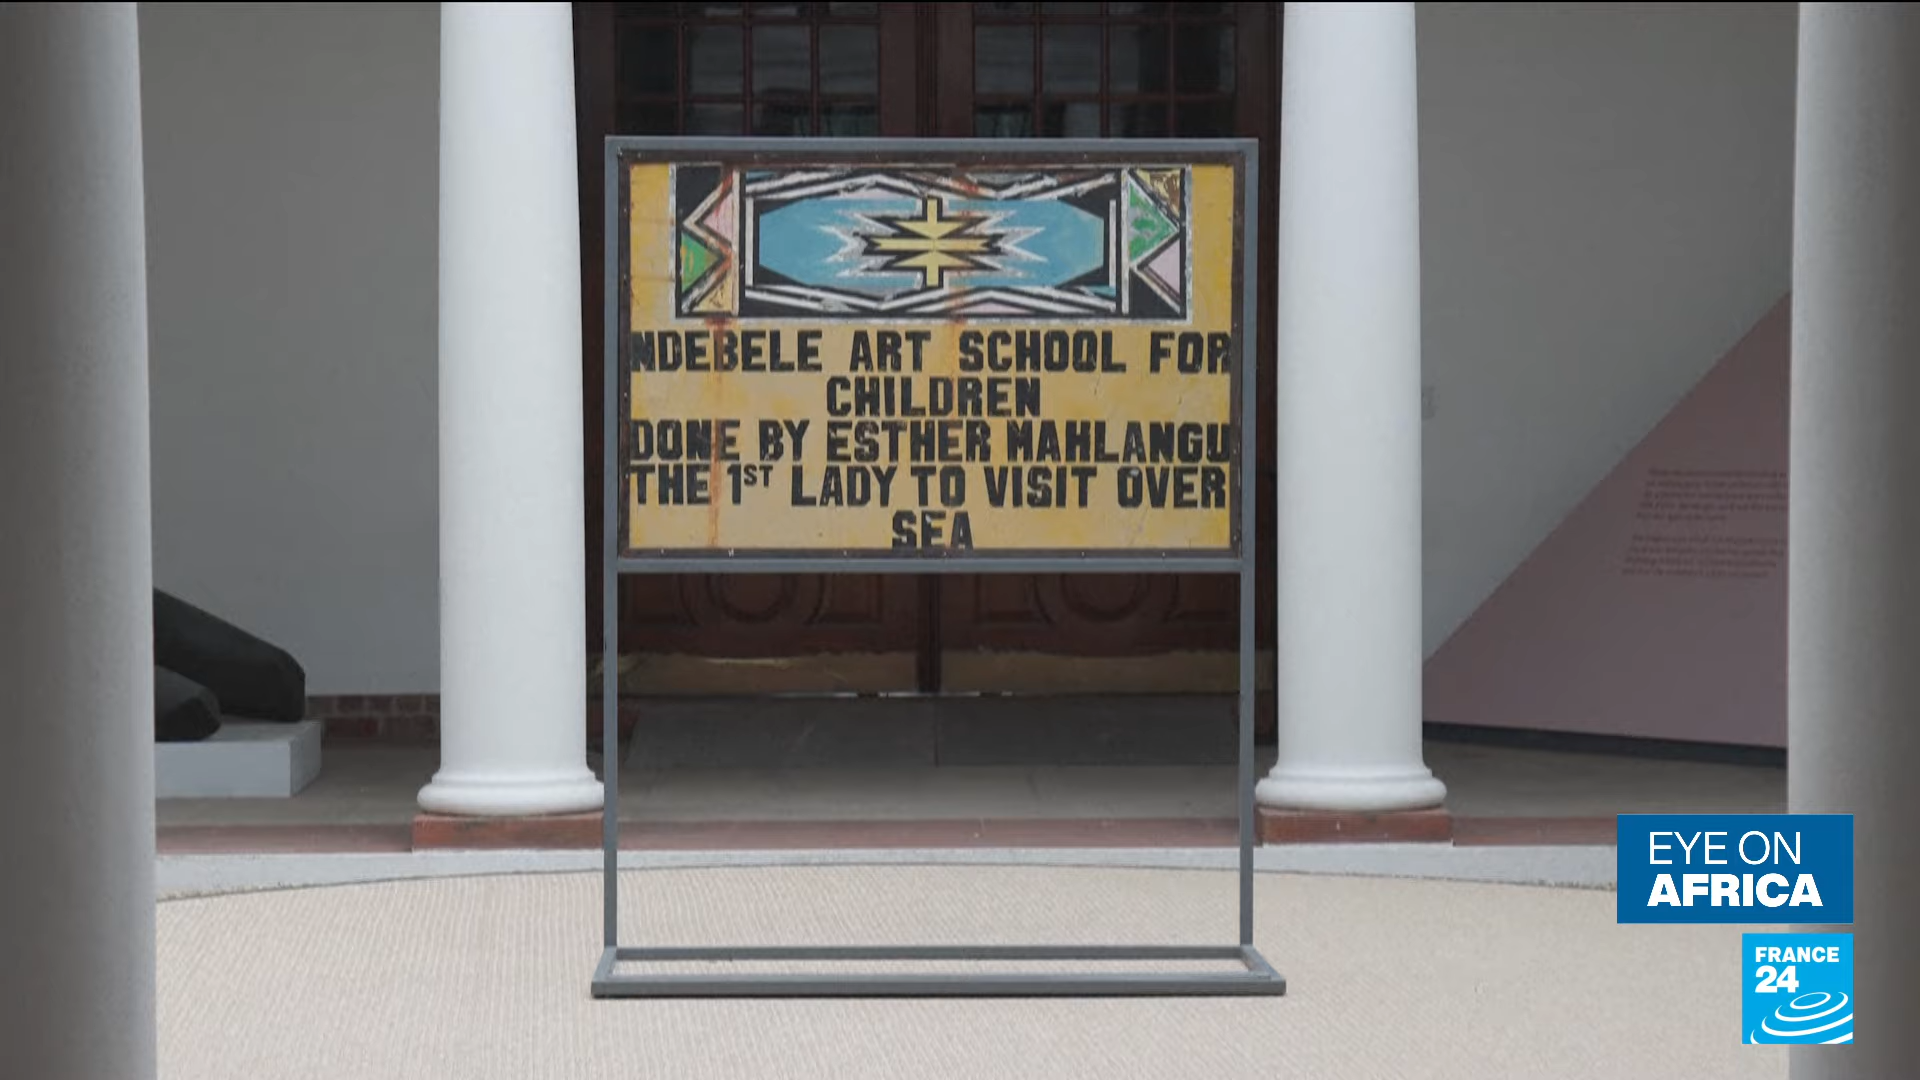 NDEBELE ART SCHOOL FOR
CHILDREN
DONE BY ESTHER MAHLANGU
THE 1ST LADY TO VISIT OVER
SEA
EYE ON
AFRICA
FRANCE
24